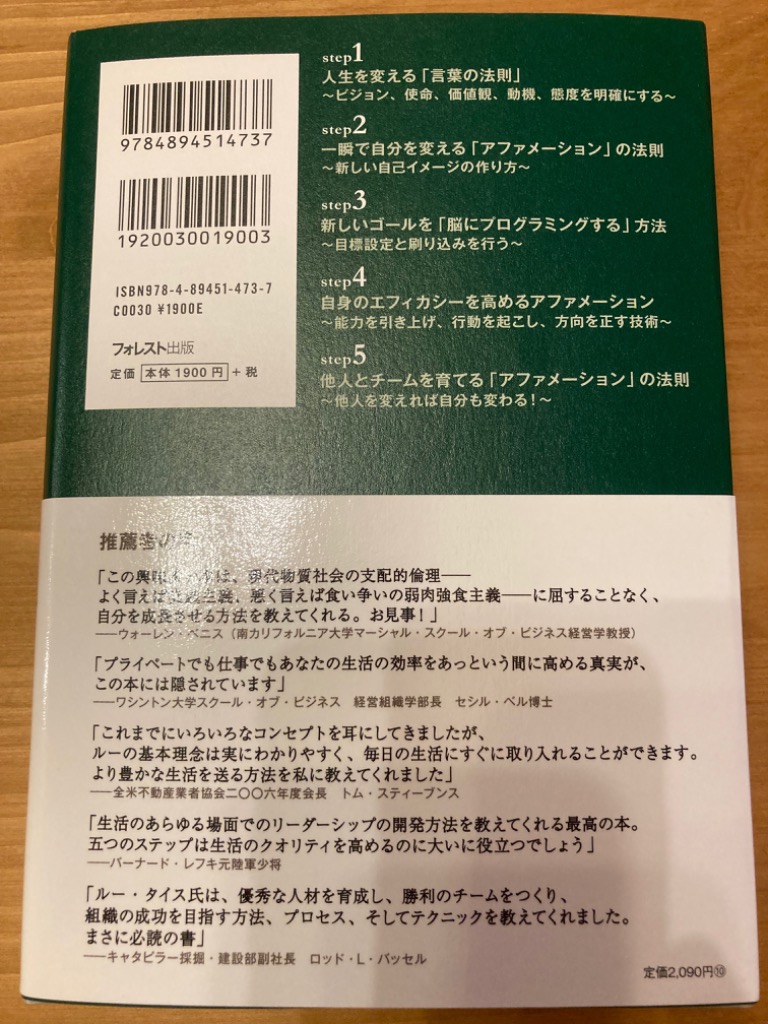 9784894514737
1920030019003
ISBN978-4-89451-473-7
C0030 ¥1900E
フォレスト出版
定価 本体1900円+税
step1
人生を変える「言葉の法則」
〜ビジョン、使命、価値観、動機、態度を明確にする〜
step2
一瞬で自分を変える「アファメーション」の法則
〜新しい自己イメージの作り方〜
step3
新しいゴールを「脳にプログラミングする」方法
〜目標設定と刷り込みを行う〜
step4
自身のエフィカシーを高めるアファメーション
〜能力を引き上げ、行動を起こし、方向を正す技術〜
step5
他人とチームを育てる「アファメーション」の法則
〜他人を変えれば自分も変わる!〜
推薦者の
「この興味 は、現代物質社会の支配的倫理――
よく言えば 主義、悪く言えば食い争いの弱肉強食主義――に屈することなく、
自分を成長させる方法を教えてくれる。お見事!」
――ウォーレン・ベニス(南カリフォルニア大学マーシャル・スクール・オブ・ビジネス経営学教授)
「プライベートでも仕事でもあなたの生活の効率をあっという間に高める真実が、
この本には隠されています」
――ワシントン大学スクール・オブ・ビジネス 経営組織学部長 セシル・ベル博士
「これまでにいろいろなコンセプトを耳にしてきましたが、
ルーの基本理念は実にわかりやすく、毎日の生活にすぐに取り入れることができます。
より豊かな生活を送る方法を私に教えてくれました」
――全米不動産業者協会二〇〇六年度会長 トム・スティーブンス
「生活のあらゆる場面でのリーダーシップの開発方法を教えてくれる最高の本。
五つのステップは生活のクオリティを高めるのに大いに役立つでしょう」
――バーナード・レフキ元陸軍少将
「ルー・タイス氏は、優秀な人材を育成し、勝利のチームをつくり、
組織の成功を目指す方法、プロセス、そしてテクニックを教えてくれました。
まさに必読の書」
――キャタピラー採掘・建設部副社長 ロッド・L・バッセル
定価2,090円⑩